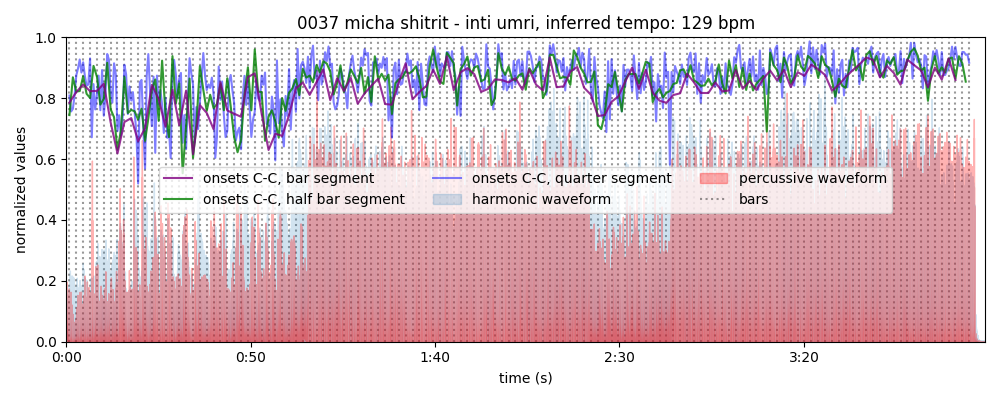 0037 micha shitrit - inti umri, inferred tempo: 129 bpm
1.0
0.8
0.6
0.4
0.2
0.0
normalized values
onsets C-C, bar segment
onsets C-C, half bar segment
onsets C-C, quarter segment
harmonic waveform
percussive waveform
bars
0:00 0:50 1:40 2:30 3:20
time (s)